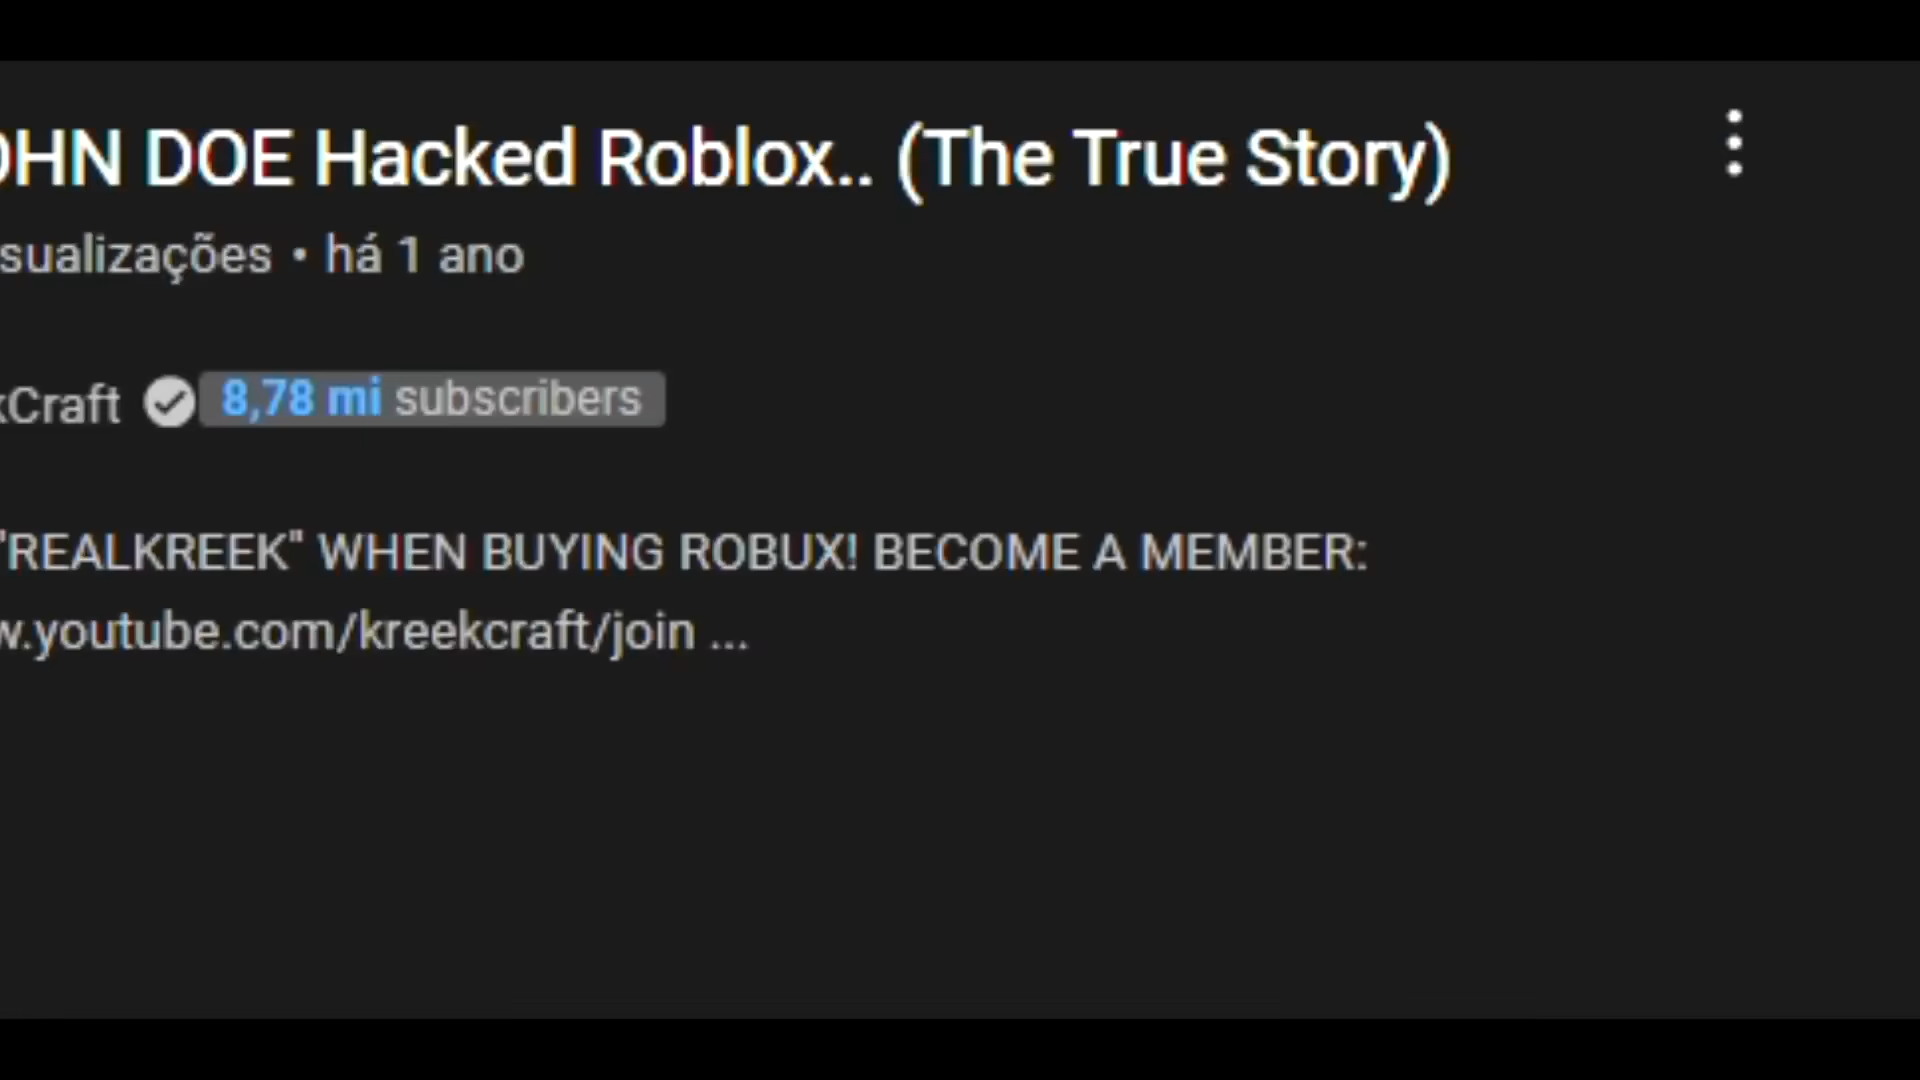 OHN DOE Hacked Roblox.. (The True Story)
sualizações • há 1 ano
kCraft 8,78 mi subscribers
"REALKREEK" WHEN BUYING ROBUX! BECOME A MEMBER:
w.youtube.com/kreekcraft/join ...